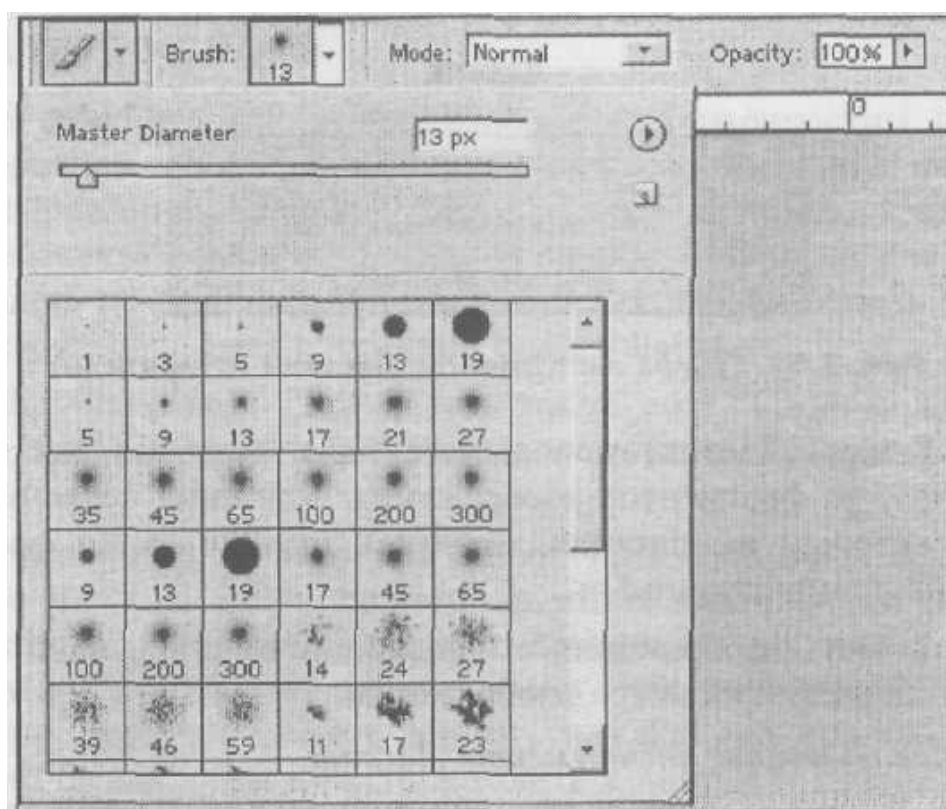 Brush: 13 Mode: Normal Opacity: 100%
0
Master Diameter 13 px
1 3 5 9 13 19
5 9 13 17 21 27
35 45 65 100 200 300
9 13 19 17 45 65
100 200 300 14 24 27
39 46 59 11 17 23